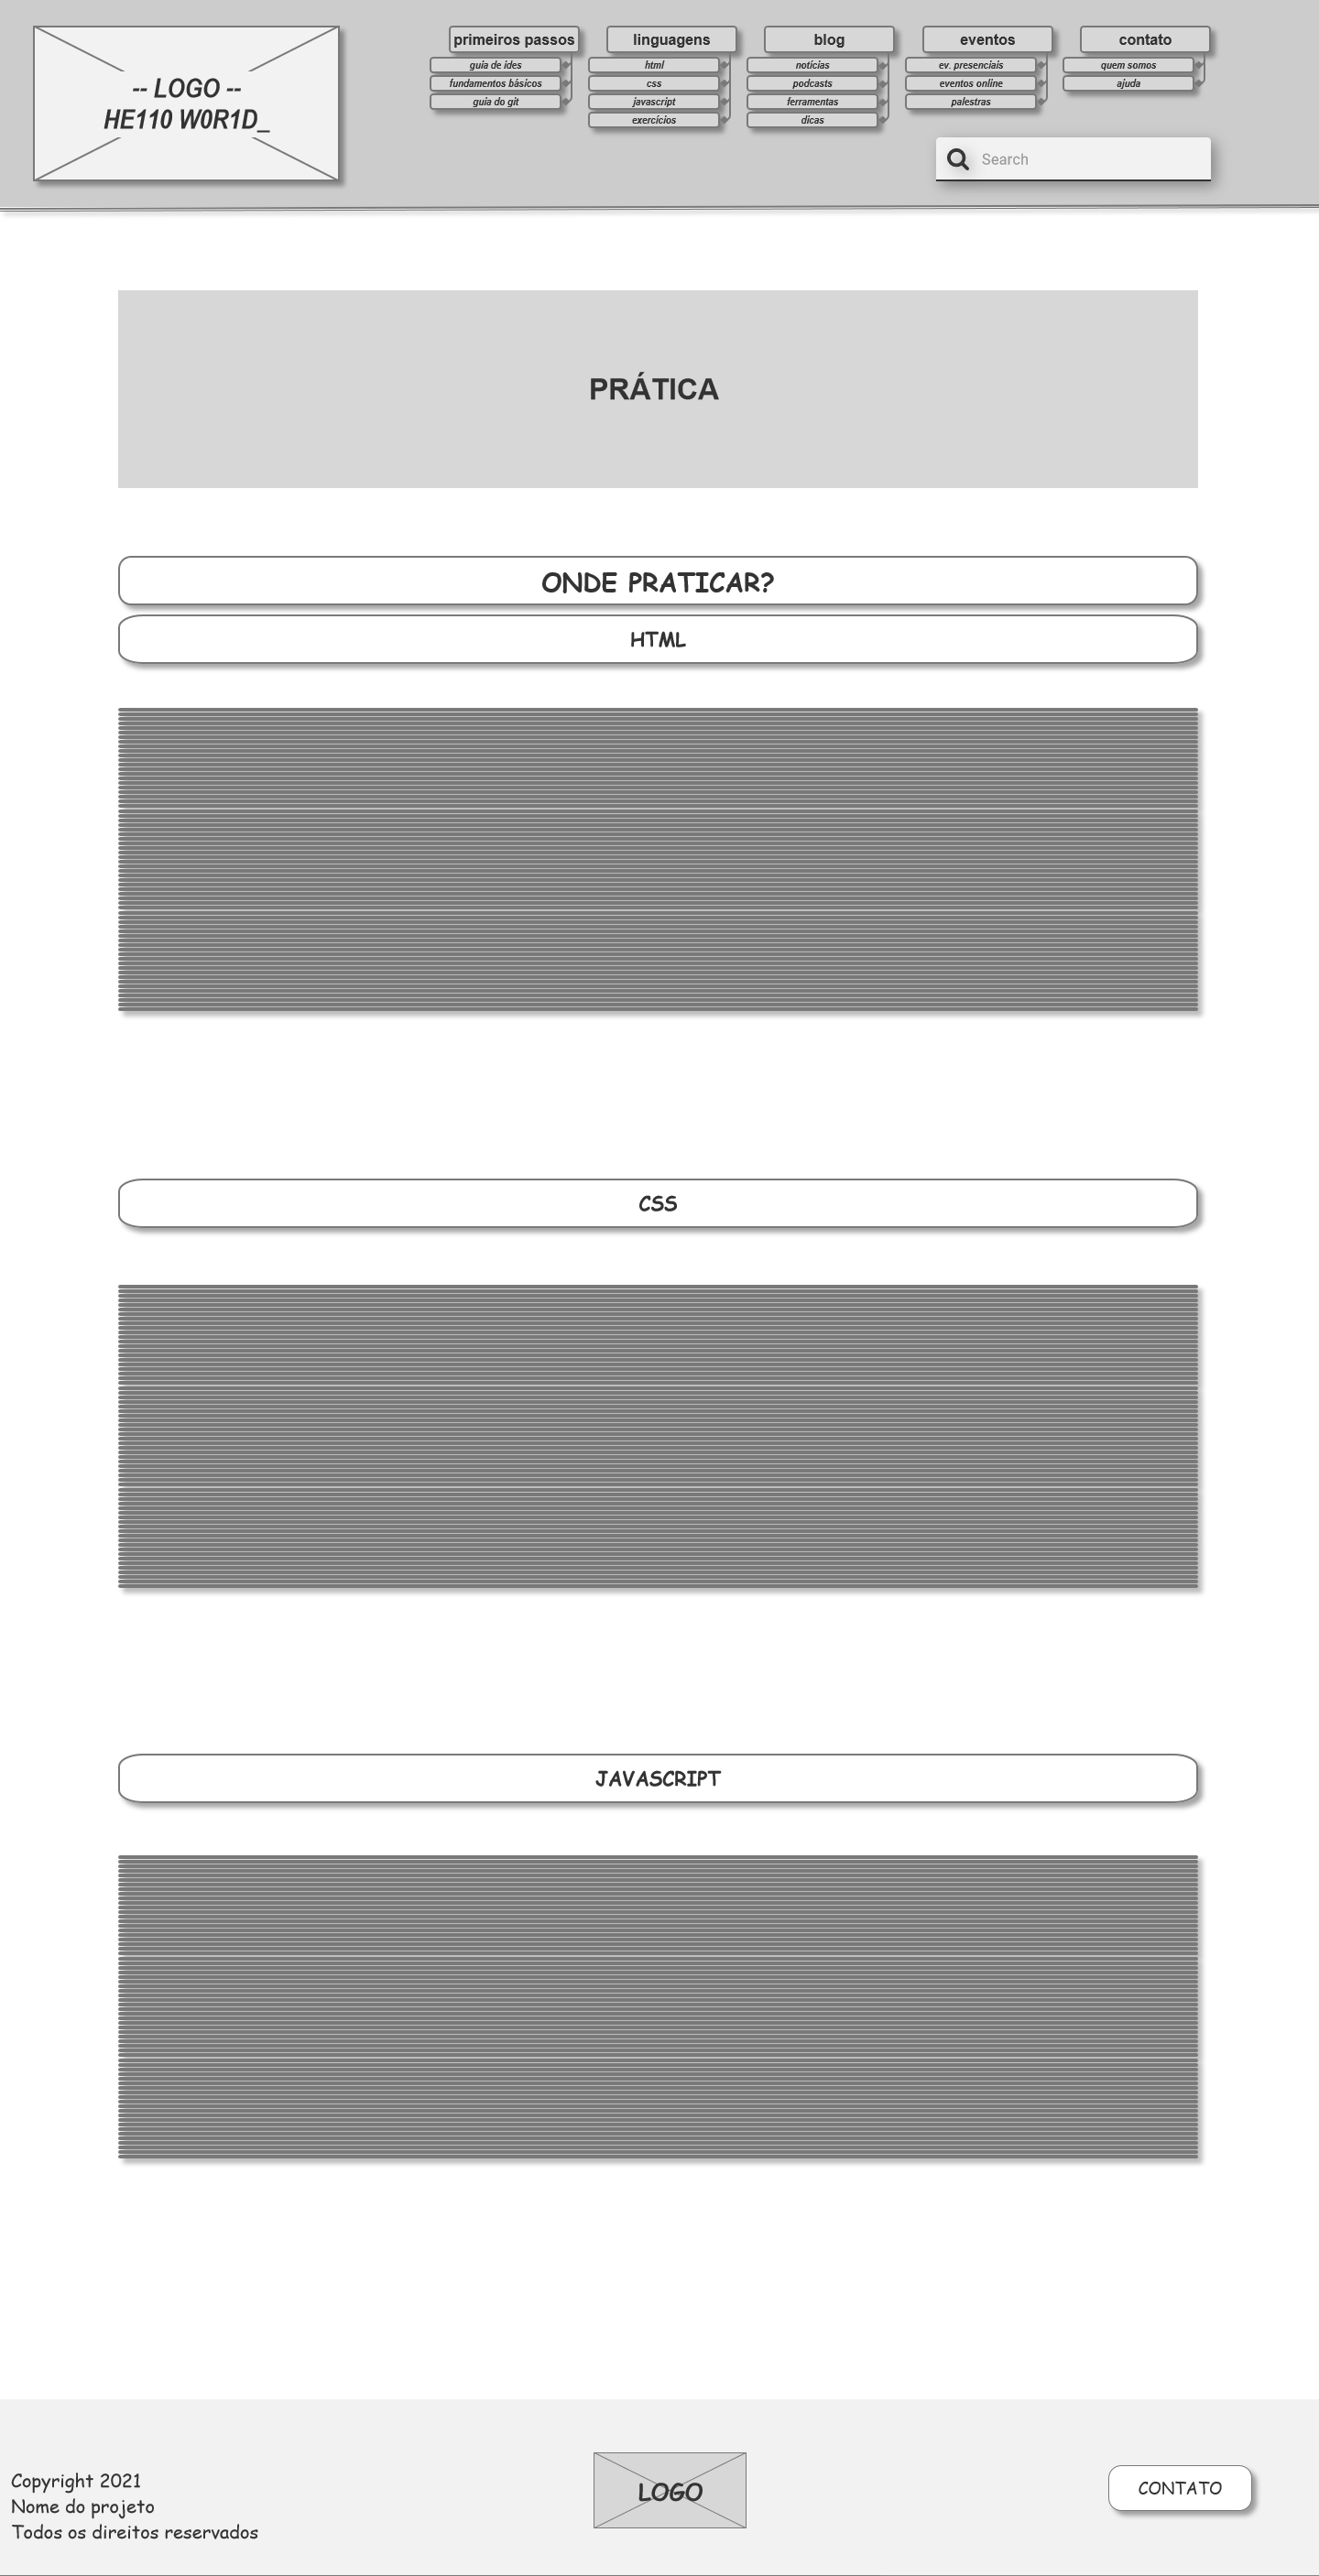 -- LOGO --
HE110 W0R1D_
primeiros passos
guia de ides
fundamentos básicos
guia do git
linguagens
html
css
javascript
exercícios
blog
notícias
podcasts
ferramentas
dicas
eventos
ev. presenciais
eventos online
palestras
contato
quem somos
ajuda
Search
PRÁTICA
ONDE PRATICAR?
HTML
CSS
JAVASCRIPT
Copyright 2021
Nome do projeto
Todos os direitos reservados
LOGO
CONTATO